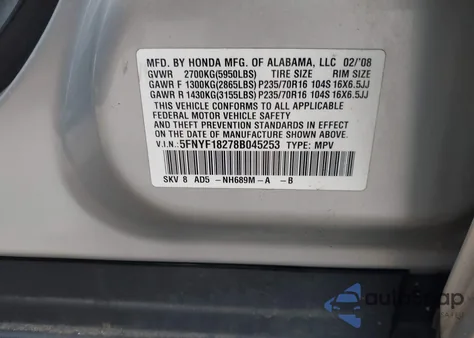 MFD. BY HONDA MFG. OF ALABAMA, LLC 02/'08
GVWR 2700KG(5950LBS) TIRE SIZE RIM SIZE
GAWR F 1300KG(2865LBS) P235/70R16 104S 16X6.5JJ
GAWR R 1430KG(3155LBS) P235/70R16 104S 16X6.5JJ
THIS VEHICLE CONFORMS TO ALL APPLICABLE
FEDERAL MOTOR VEHICLE SAFETY
AND THEFT PREVENTION STANDARDS IN EFFECT
ON THE DATE OF MANUFACTURE SHOWN ABOVE.
V.I.N.: 5FNYF18278B045253 TYPE: MPV
SKV 8 AD5 -NH689M-A -B